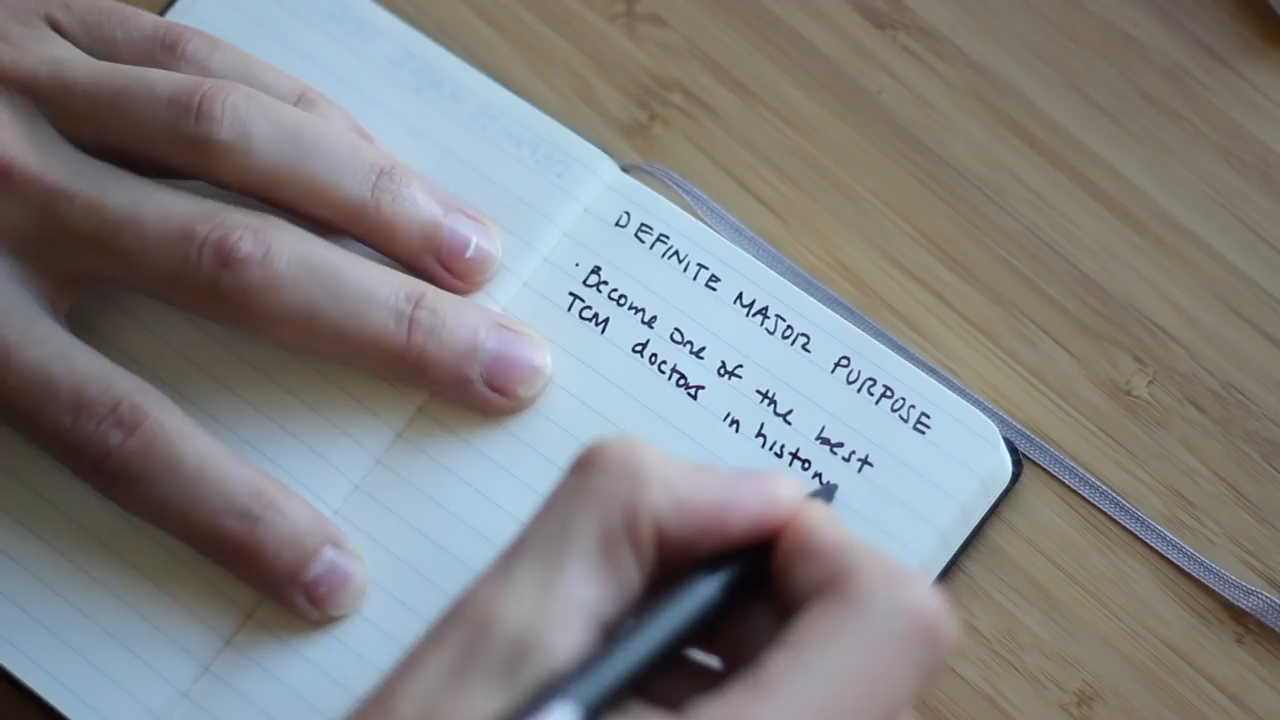 DEFINITE MAJOR PURPOSE
· Become one of the best
TCM doctors in history